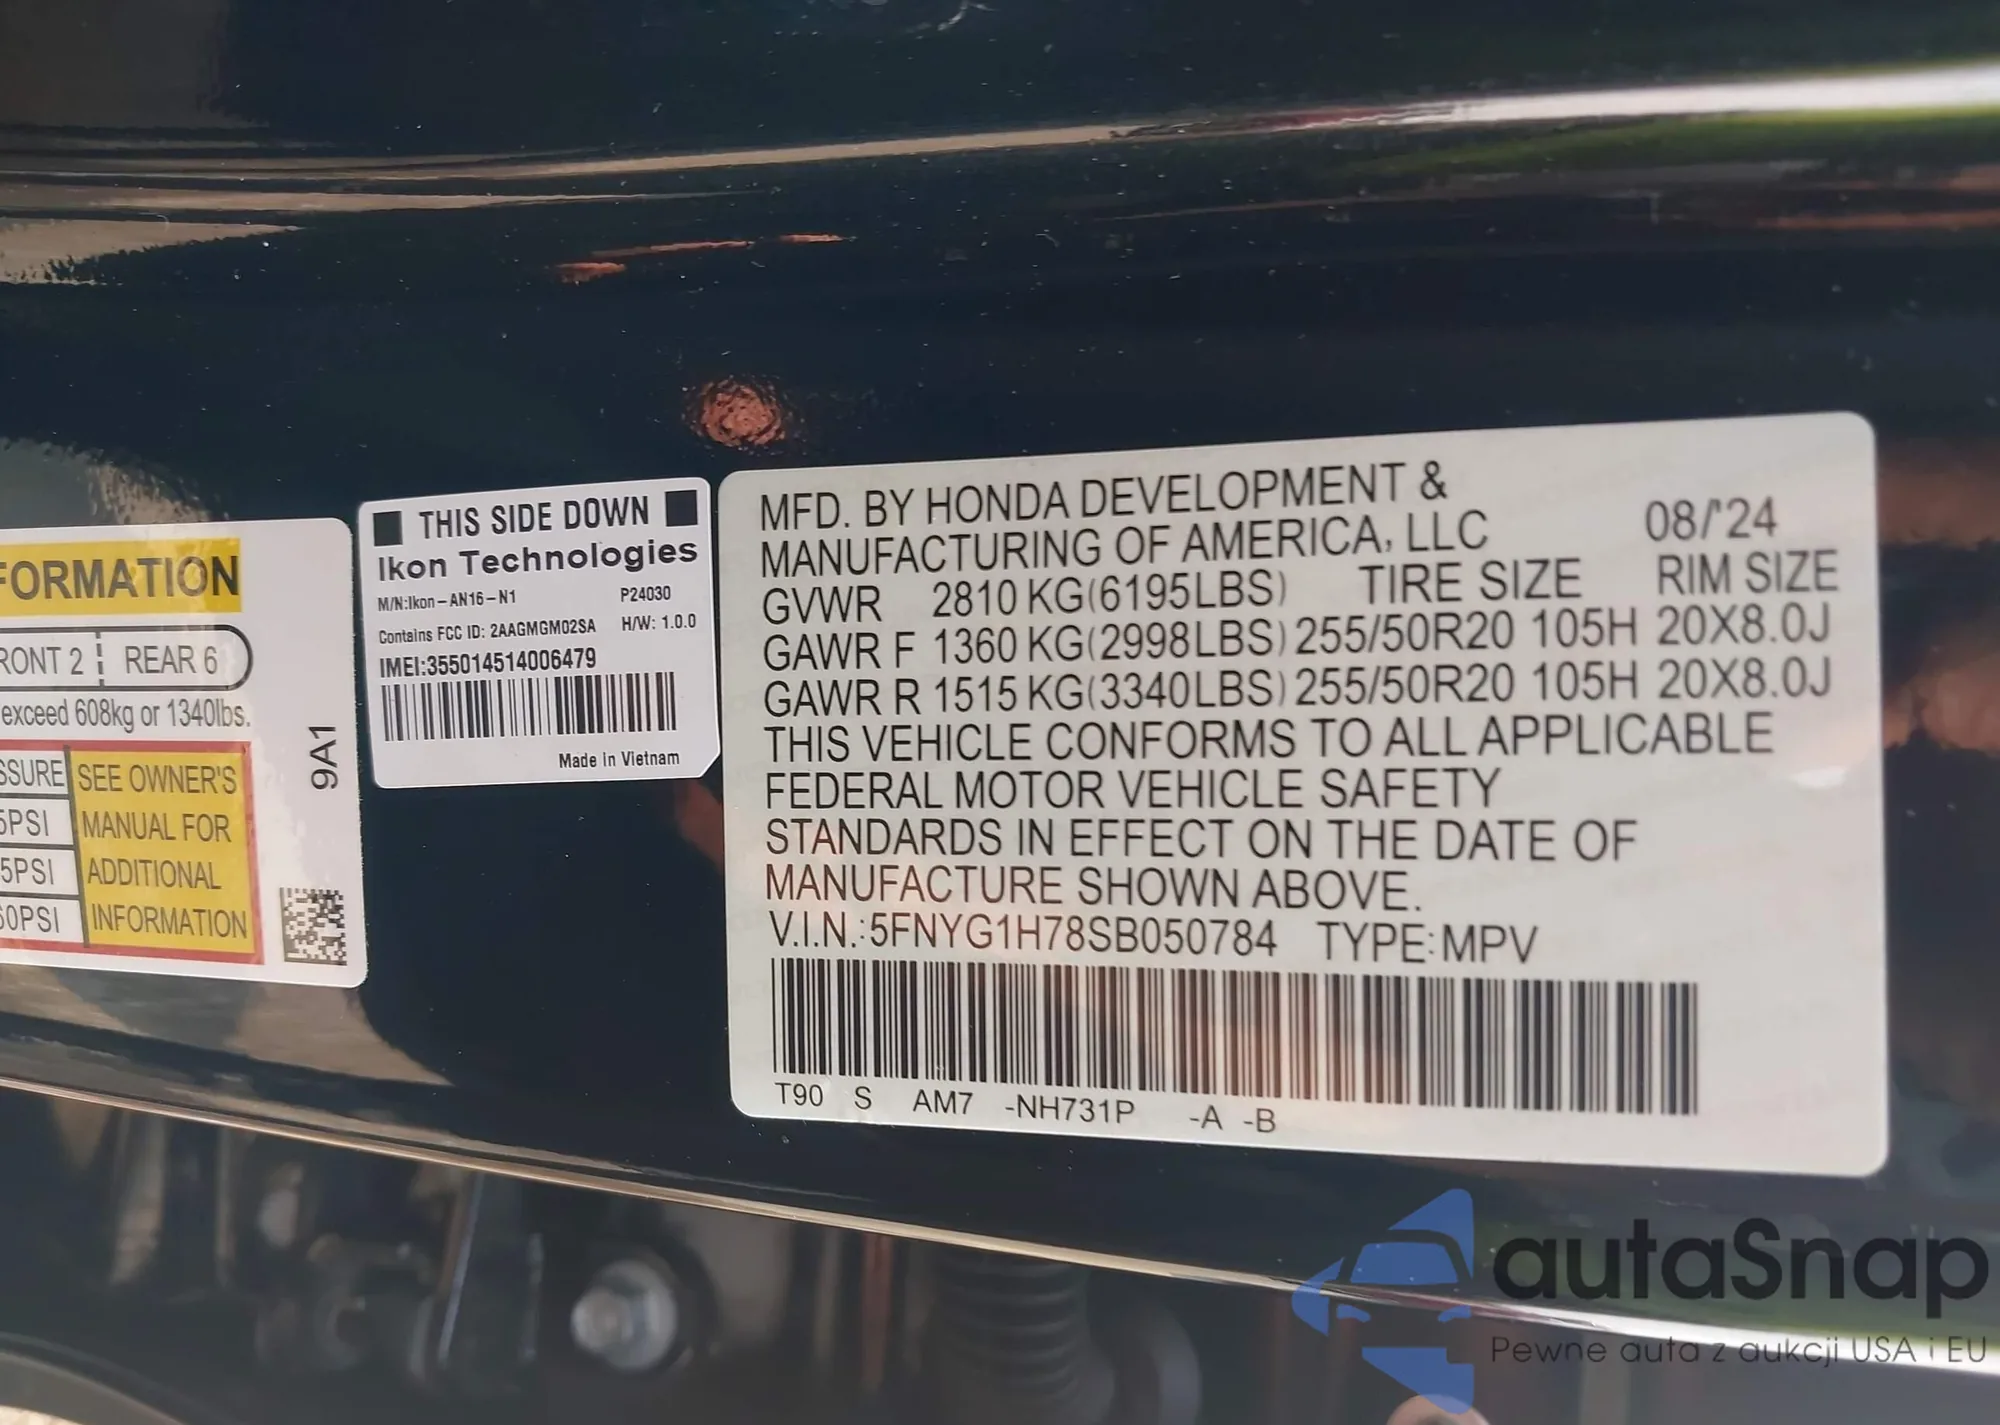 FORMATION
RONT 2 REAR 6
exceed 608kg or 1340lbs.
SSURE
5PSI
5PSI
60PSI
SEE OWNER'S
MANUAL FOR
ADDITIONAL
INFORMATION
9A1
THIS SIDE DOWN
Ikon Technologies
M/N:Ikon-AN16-N1 P24030
Contains FCC ID: 2AAGMGM02SA H/W: 1.0.0
IMEI:355014514006479
Made in Vietnam
MFD. BY HONDA DEVELOPMENT &
MANUFACTURING OF AMERICA, LLC 08/'24
GVWR 2810 KG(6195LBS) TIRE SIZE RIM SIZE
GAWR F 1360 KG(2998LBS) 255/50R20 105H 20X8.0J
GAWR R 1515 KG(3340LBS) 255/50R20 105H 20X8.0J
THIS VEHICLE CONFORMS TO ALL APPLICABLE
FEDERAL MOTOR VEHICLE SAFETY
STANDARDS IN EFFECT ON THE DATE OF
MANUFACTURE SHOWN ABOVE.
V.I.N.:5FNYG1H78SB050784 TYPE:MPV
T90 S AM7 -NH731P -A -B
autaSnap
Pewne auta z aukcji USA i EU